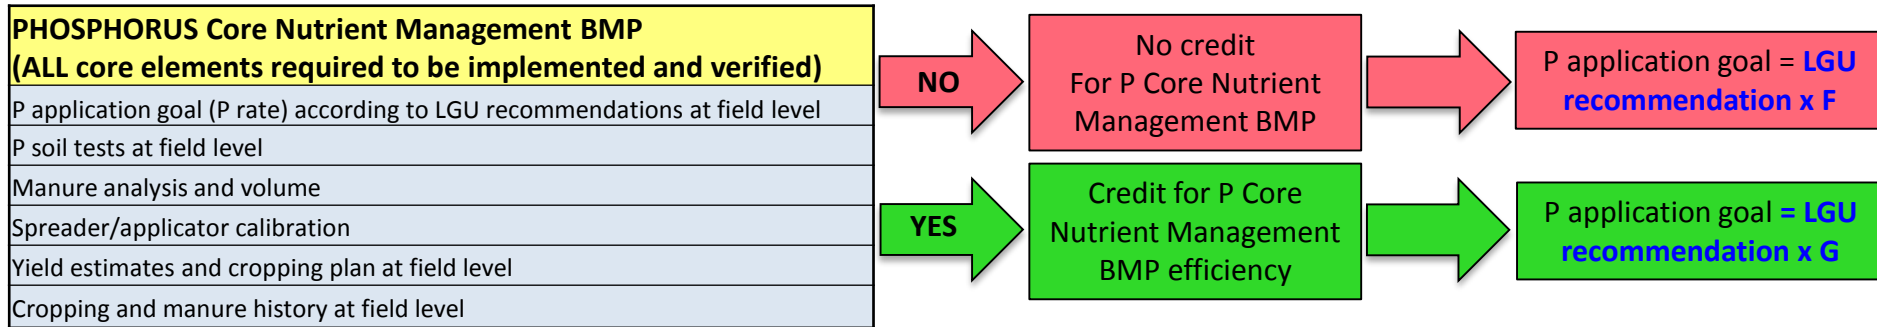 PHOSPHORUS Core Nutrient Management BMP
(ALL core elements required to be implemented and verified)
P application goal (P rate) according to LGU recommendations at field level
P soil tests at field level
Manure analysis and volume
Spreader/applicator calibration
Yield estimates and cropping plan at field level
Cropping and manure history at field level
NO
No credit
For P Core Nutrient
Management BMP
P application goal = LGU
recommendation x F
YES
Credit for P Core
Nutrient Management
BMP efficiency
P application goal = LGU
recommendation x G